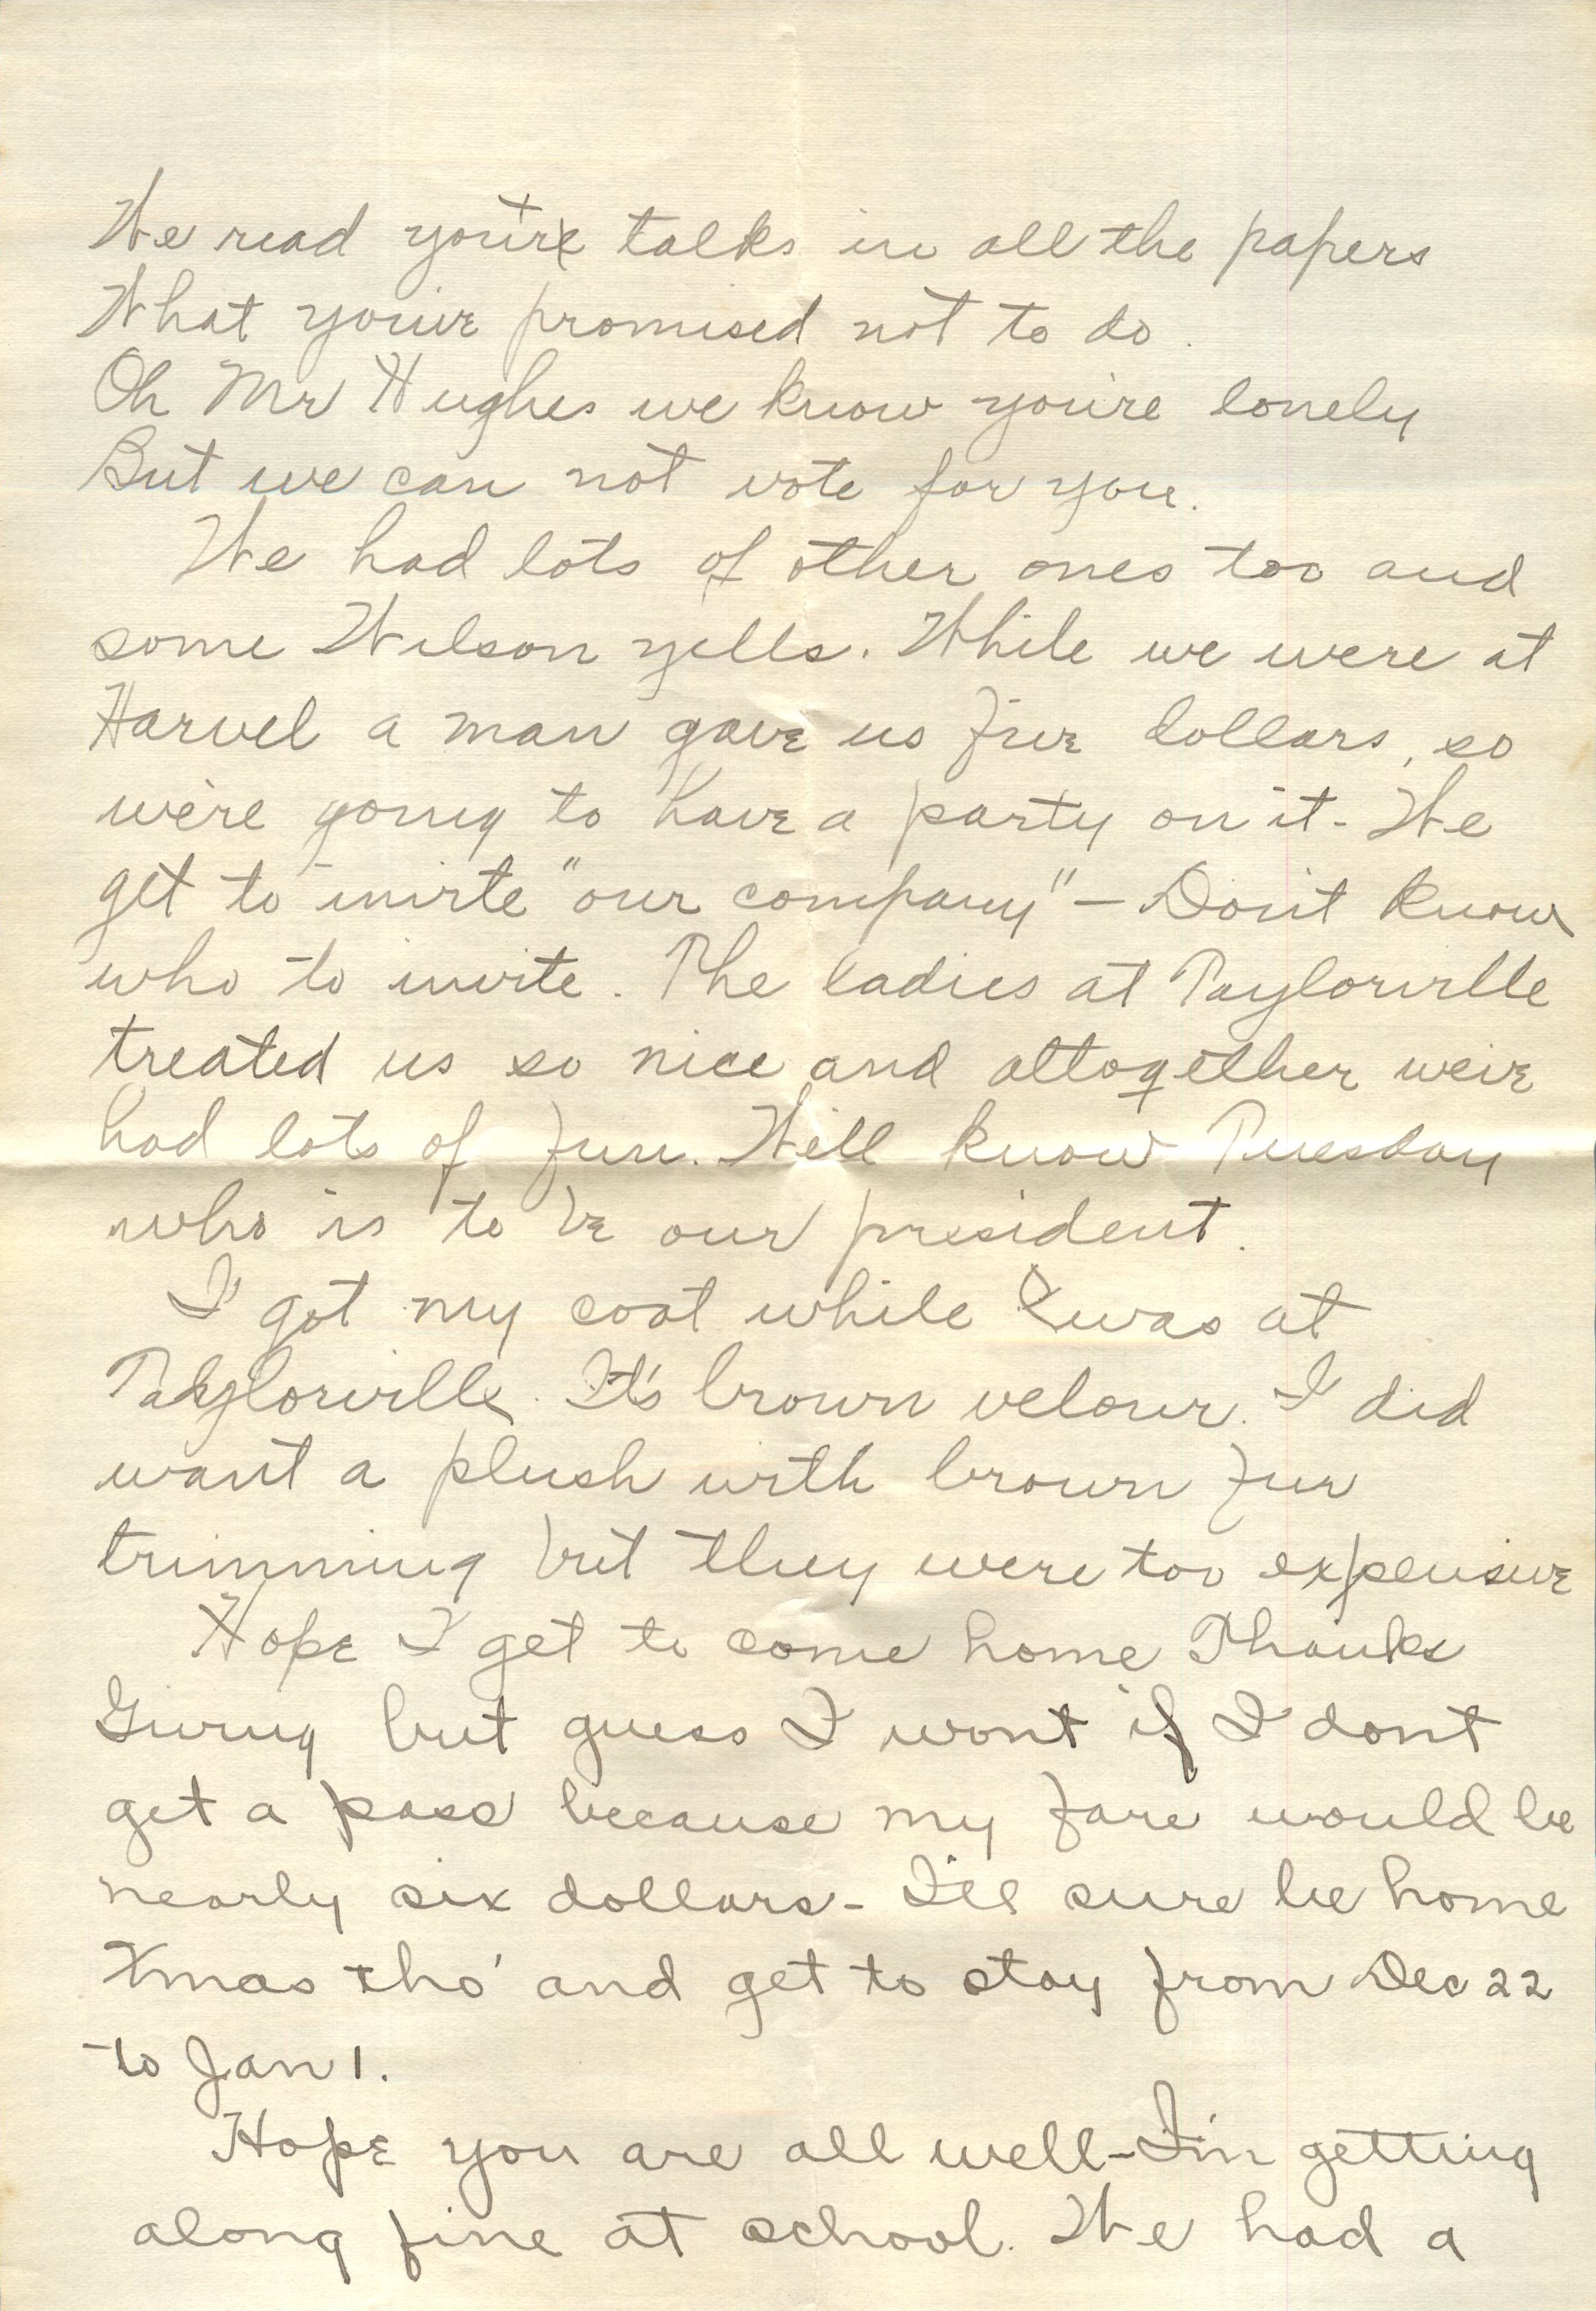 We read you're talks in all the papers
What you've promised not to do.
Oh Mr Hughes we know you're lonely
But we can not vote for you.
We had lots of other ones too and
some Wilson yells. While we were at
Harvel a man gave us five dollars, so
we're going to have a party on it - We
get to invite "our company" - Don't know
who to invite. The ladies at Taylorville
treated us so nice and altogether we've
had lots of fun. Will know Tuesday
who is to be our president.
I got my coat while I was at
Taylorville. It's brown velour. I did
want a plush with brown fur
trimming but they were too expensive
Hope I get to come home Thanks
Giving but guess I wont if I dont
get a pass because my fare would be
nearly six dollars - I'll sure be home
Xmas tho' and get to stay from Dec 22
to Jan 1.
Hope you are all well - I'm getting
along fine at school. We had a